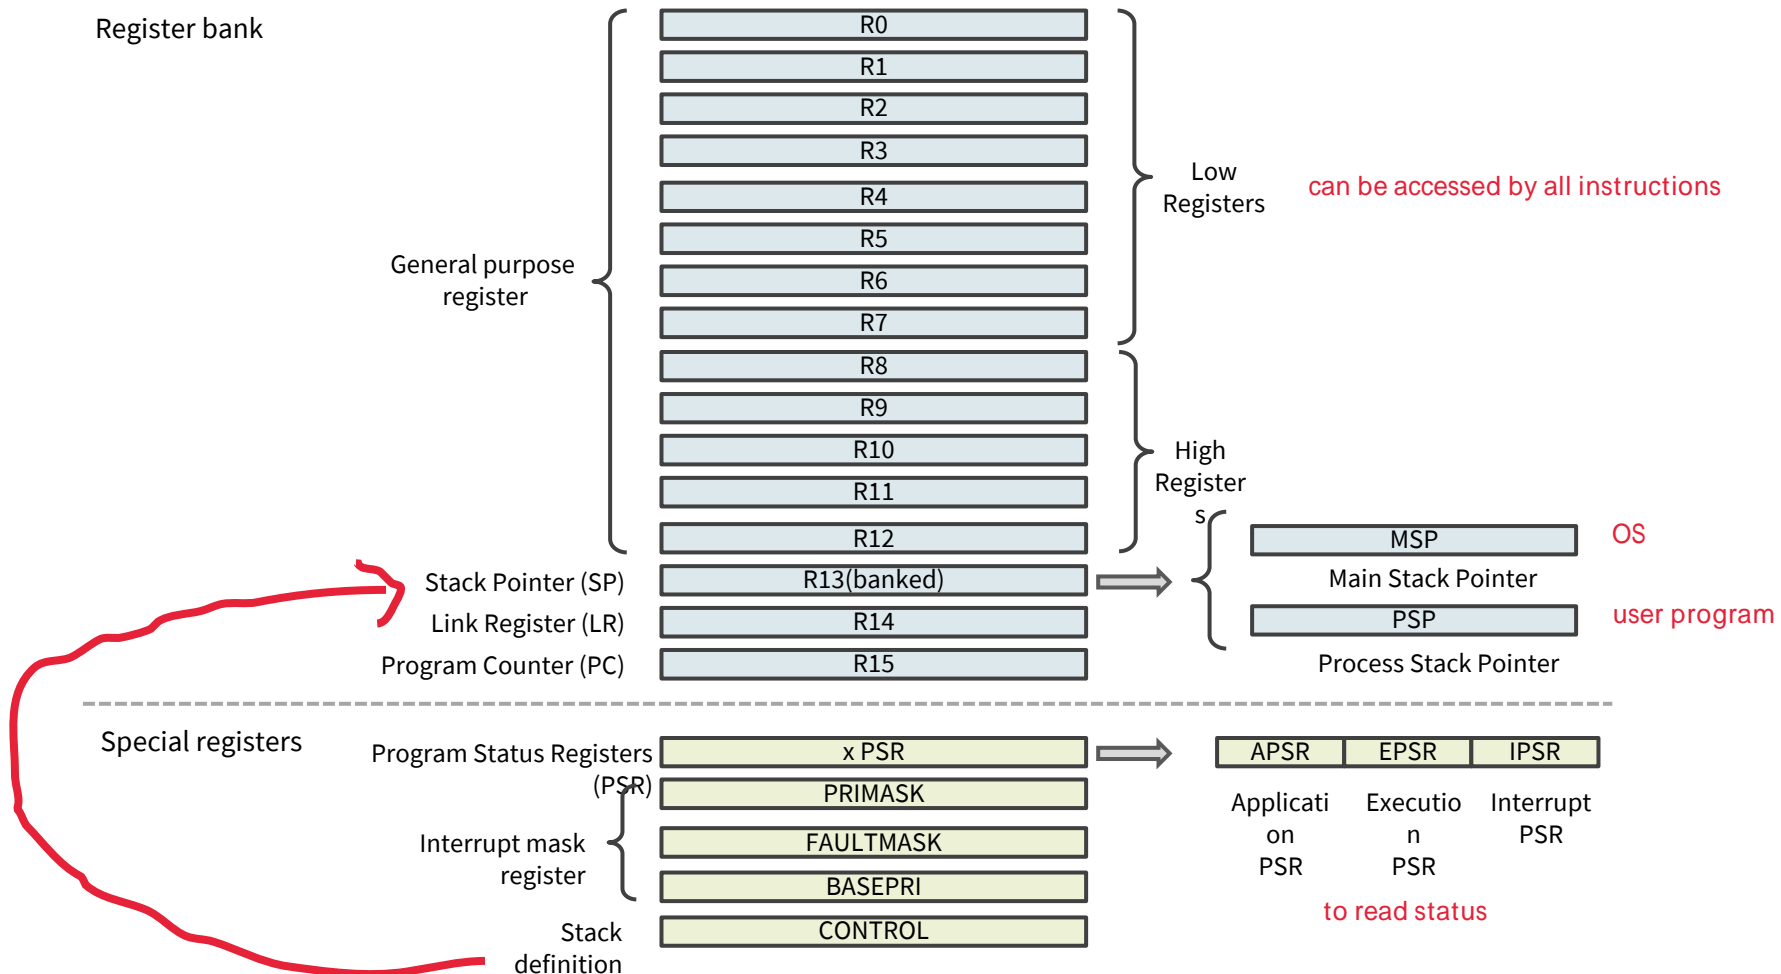 Register bank
R0
R1
R2
R3
R4
R5
R6
R7
R8
R9
R10
R11
R12
R13(banked)
R14
R15
General purpose
register
Low
Registers
can be accessed by all instructions
High
Register
s
Stack Pointer (SP)
Link Register (LR)
Program Counter (PC)
MSP
OS
Main Stack Pointer
PSP
user program
Process Stack Pointer
Special registers
Program Status Registers
(PSR)
x PSR
PRIMASK
FAULTMASK
BASEPRI
CONTROL
Interrupt mask
register
Stack
definition
APSR
EPSR
IPSR
Applicati
on
PSR
Executio
n
PSR
Interrupt
PSR
to read status